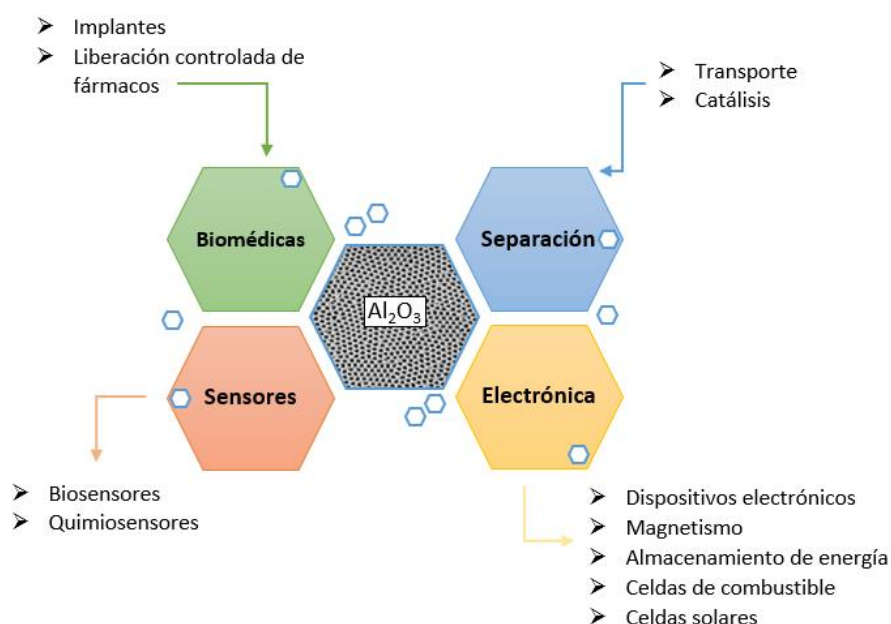 ➢ Implantes
➢ Liberación controlada de
fármacos
➢ Transporte
➢ Catálisis
Biomédicas
Separación
Al₂O₃
Sensores
Electrónica
➢ Biosensores
➢ Quimiosensores
➢ Dispositivos electrónicos
➢ Magnetismo
➢ Almacenamiento de energía
➢ Celdas de combustible
➢ Celdas solares